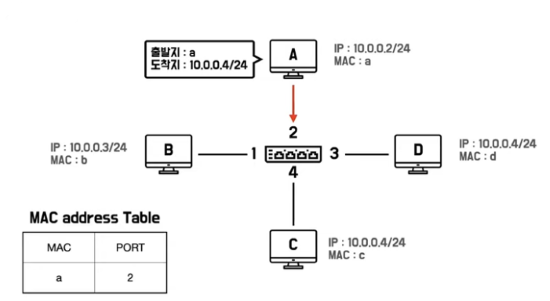 출발지 : a
도착지 : 10.0.0.4/24
A
IP : 10.0.0.2/24
MAC : a
2
IP : 10.0.0.3/24
MAC : b
B
1
3
D
IP : 10.0.0.4/24
MAC : d
4
C
IP : 10.0.0.4/24
MAC : c
MAC address Table
MAC PORT
a 2